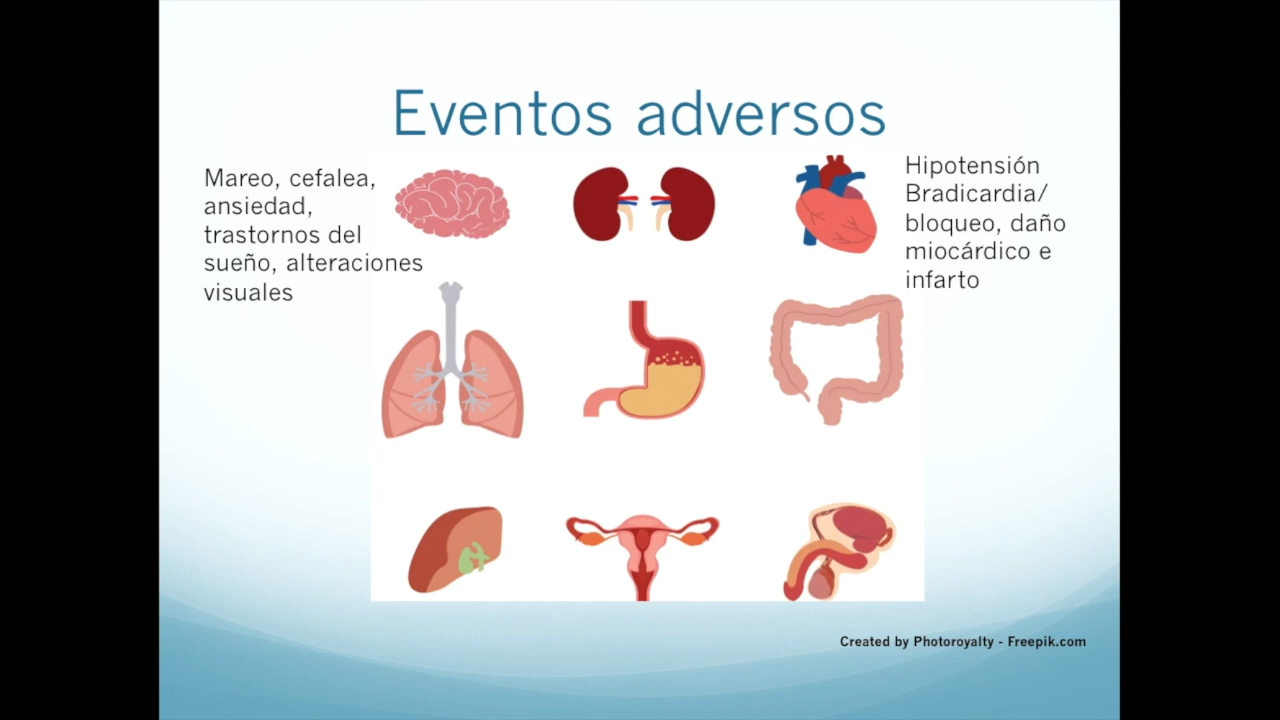 Eventos adversos
Mareo, cefalea,
ansiedad,
trastornos del
sueño, alteraciones
visuales
Hipotensión
Bradicardia/
bloqueo, daño
miocárdico e
infarto
Created by Photoroyalty - Freepik.com